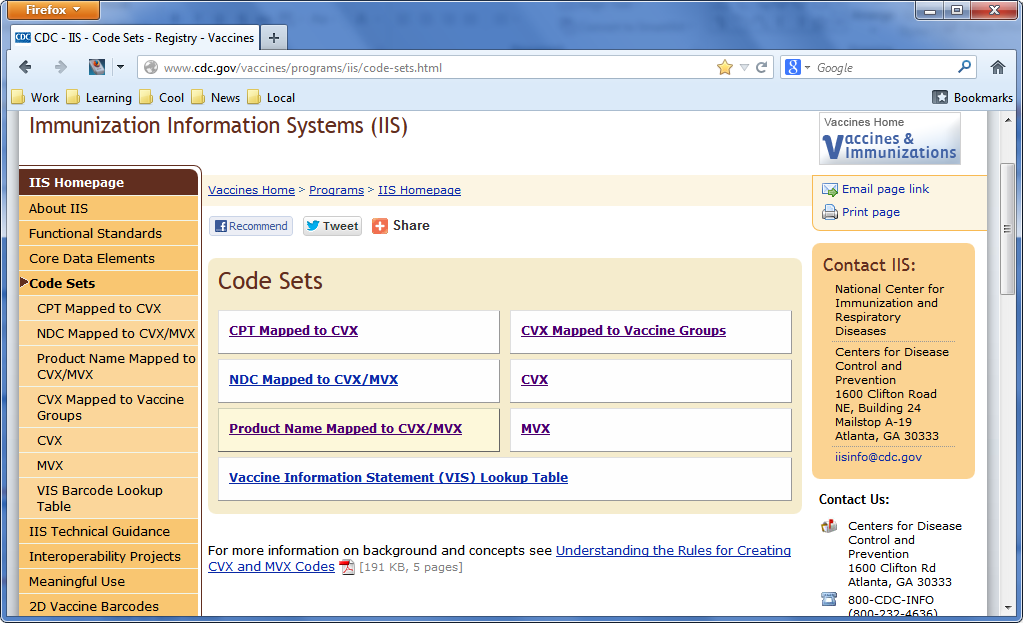 Firefox
CDC - IIS - Code Sets - Registry - Vaccines
www.cdc.gov/vaccines/programs/iis/code-sets.html
Google
Work Learning Cool News Local
Bookmarks
Immunization Information Systems (IIS)
Vaccines Home
Vaccines &
Immunizations
IIS Homepage
About IIS
Functional Standards
Core Data Elements
Code Sets
CPT Mapped to CVX
NDC Mapped to CVX/MVX
Product Name Mapped to
CVX/MVX
CVX Mapped to Vaccine
Groups
CVX
MVX
VIS Barcode Lookup
Table
IIS Technical Guidance
Interoperability Projects
Meaningful Use
2D Vaccine Barcodes
Vaccines Home > Programs > IIS Homepage
Recommend Tweet Share
Code Sets
CPT Mapped to CVX
CVX Mapped to Vaccine Groups
NDC Mapped to CVX/MVX
CVX
Product Name Mapped to CVX/MVX
MVX
Vaccine Information Statement (VIS) Lookup Table
For more information on background and concepts see Understanding the Rules for Creating
CVX and MVX Codes [191 KB, 5 pages]
Email page link
Print page
Contact IIS:
National Center for
Immunization and
Respiratory
Diseases
Centers for Disease
Control and
Prevention
1600 Clifton Road
NE, Building 24
Mailstop A-19
Atlanta, GA 30333
iisinfo@cdc.gov
Contact Us:
Centers for Disease
Control and
Prevention
1600 Clifton Rd
Atlanta, GA 30333
800-CDC-INFO
(800-232-4636)